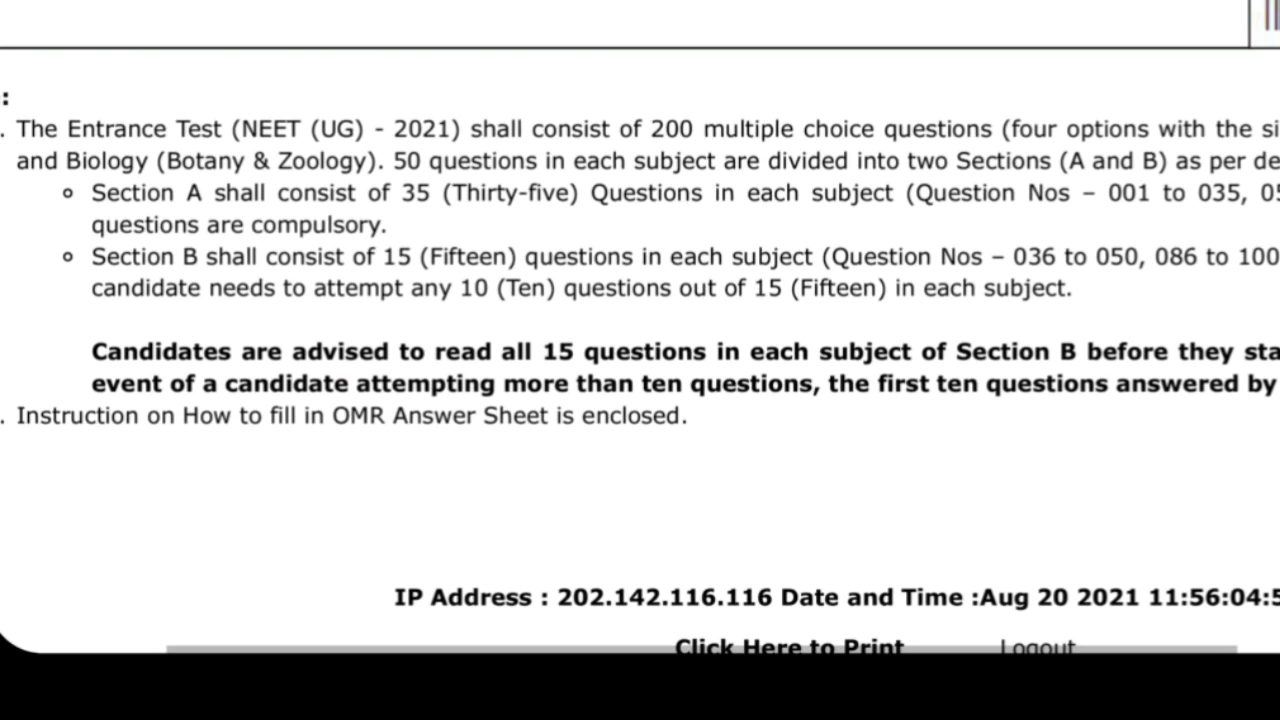 :
. The Entrance Test (NEET (UG) - 2021) shall consist of 200 multiple choice questions (four options with the si
and Biology (Botany & Zoology). 50 questions in each subject are divided into two Sections (A and B) as per de
Section A shall consist of 35 (Thirty-five) Questions in each subject (Question Nos – 001 to 035, 05
questions are compulsory.
Section B shall consist of 15 (Fifteen) questions in each subject (Question Nos – 036 to 050, 086 to 100
candidate needs to attempt any 10 (Ten) questions out of 15 (Fifteen) in each subject.
Candidates are advised to read all 15 questions in each subject of Section B before they sta
event of a candidate attempting more than ten questions, the first ten questions answered by
. Instruction on How to fill in OMR Answer Sheet is enclosed.
IP Address : 202.142.116.116 Date and Time :Aug 20 2021 11:56:04:5
Click Here to Print Logout